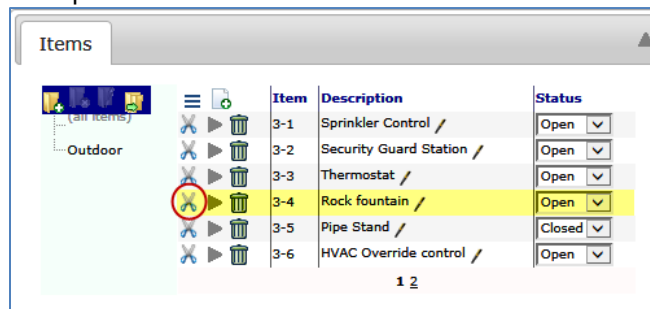 Items
Item Description Status
(all items)
3-1 Sprinkler Control Open
Outdoor
3-2 Security Guard Station Open
3-3 Thermostat Open
3-4 Rock fountain Open
3-5 Pipe Stand Closed
3-6 HVAC Override control Open
1 2